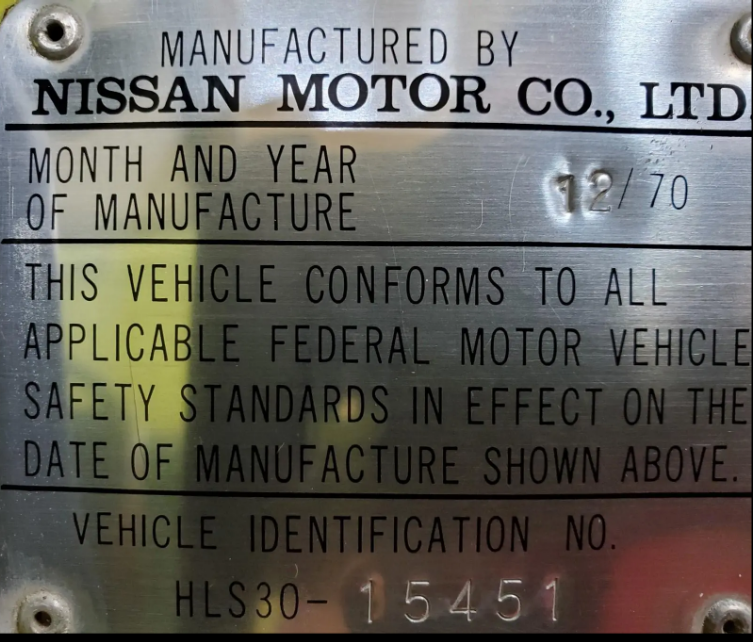 MANUFACTURED BY
NISSAN MOTOR CO., LTD
MONTH AND YEAR
OF MANUFACTURE
12/70
THIS VEHICLE CONFORMS TO ALL
APPLICABLE FEDERAL MOTOR VEHICLE
SAFETY STANDARDS IN EFFECT ON THE
DATE OF MANUFACTURE SHOWN ABOVE.
VEHICLE IDENTIFICATION NO.
HLS30-15451